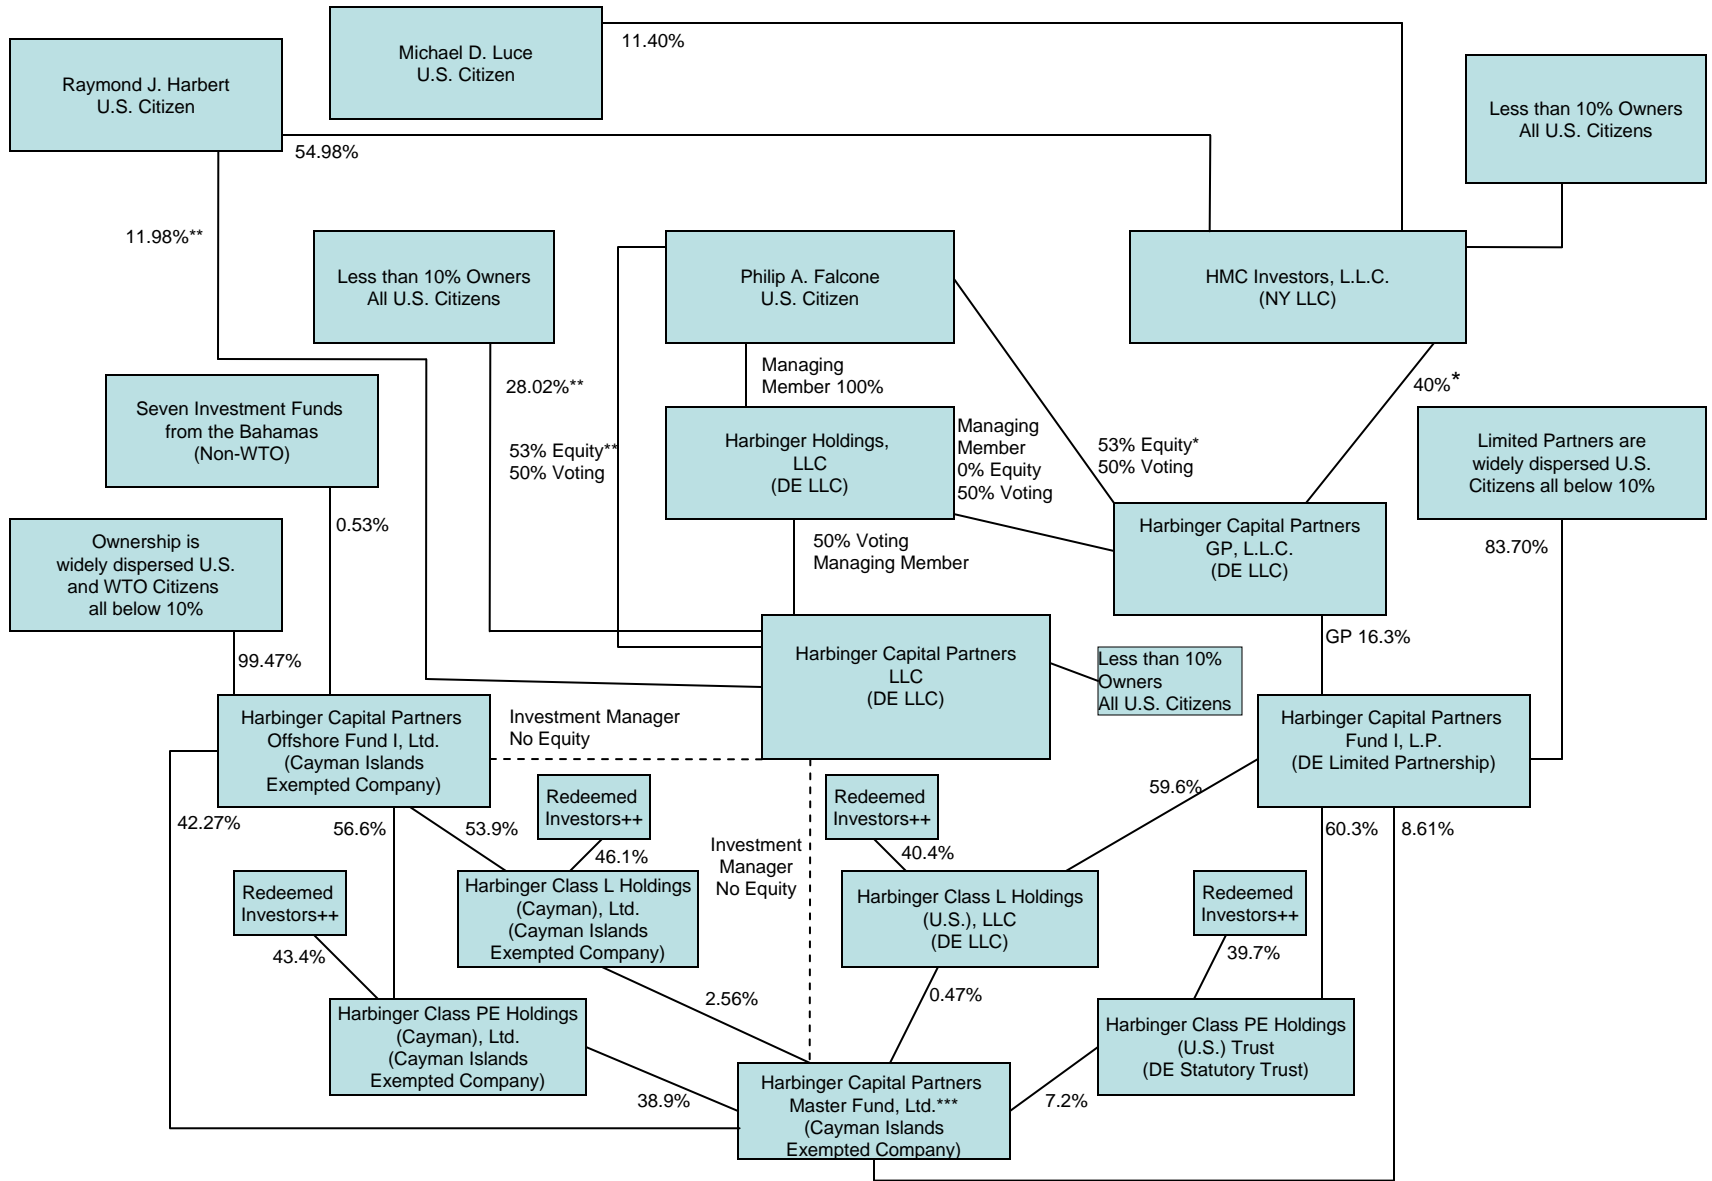 Michael D. Luce
U.S. Citizen
11.40%
Raymond J. Harbert
U.S. Citizen
Less than 10% Owners
All U.S. Citizens
54.98%
11.98%**
Less than 10% Owners
All U.S. Citizens
Philip A. Falcone
U.S. Citizen
HMC Investors, L.L.C.
(NY LLC)
Managing
Member 100%
28.02%**
40%*
Seven Investment Funds
from the Bahamas
(Non-WTO)
Harbinger Holdings,
LLC
(DE LLC)
Managing
Member
0% Equity
50% Voting
53% Equity**
50% Voting
53% Equity*
50% Voting
Limited Partners are
widely dispersed U.S.
Citizens all below 10%
0.53%
Ownership is
widely dispersed U.S.
and WTO Citizens
all below 10%
50% Voting
Managing Member
Harbinger Capital Partners
GP, L.L.C.
(DE LLC)
83.70%
99.47%
Harbinger Capital Partners
LLC
(DE LLC)
Less than 10%
Owners
All U.S. Citizens
GP 16.3%
Harbinger Capital Partners
Offshore Fund I, Ltd.
(Cayman Islands
Exempted Company)
Investment Manager
No Equity
Harbinger Capital Partners
Fund I, L.P.
(DE Limited Partnership)
42.27%
56.6%
53.9%
Redeemed
Investors++
46.1%
Investment
Manager
No Equity
Redeemed
Investors++
40.4%
59.6%
60.3%
8.61%
Redeemed
Investors++
43.4%
Harbinger Class L Holdings
(Cayman), Ltd.
(Cayman Islands
Exempted Company)
Harbinger Class L Holdings
(U.S.), LLC
(DE LLC)
Redeemed
Investors++
39.7%
2.56%
0.47%
Harbinger Class PE Holdings
(Cayman), Ltd.
(Cayman Islands
Exempted Company)
38.9%
Harbinger Capital Partners
Master Fund, Ltd.***
(Cayman Islands
Exempted Company)
7.2%
Harbinger Class PE Holdings
(U.S.) Trust
(DE Statutory Trust)